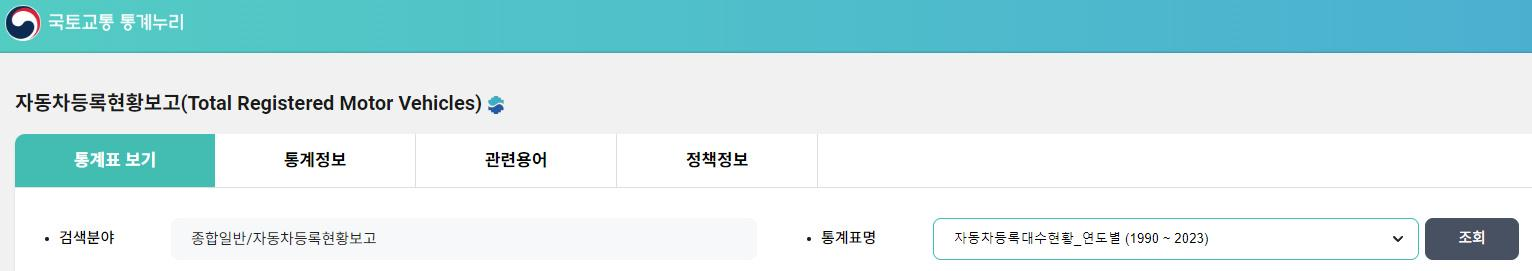 국토교통 통계누리
자동차등록현황보고(Total Registered Motor Vehicles)
통계표 보기 통계정보 관련용어 정책정보
• 검색분야 종합일반/자동차등록현황보고 • 통계표명 자동차등록대수현황_연도별 (1990 ~ 2023) 조회